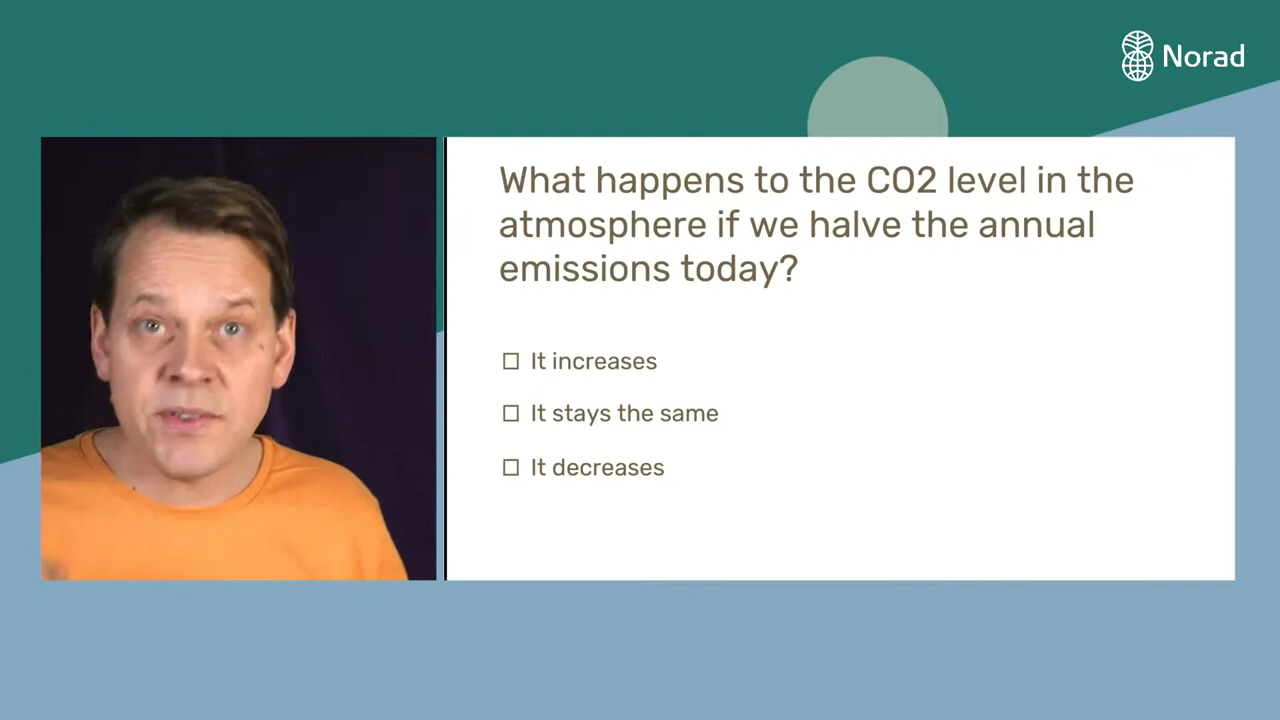 Norad
What happens to the CO2 level in the
atmosphere if we halve the annual
emissions today?
It increases
It stays the same
It decreases